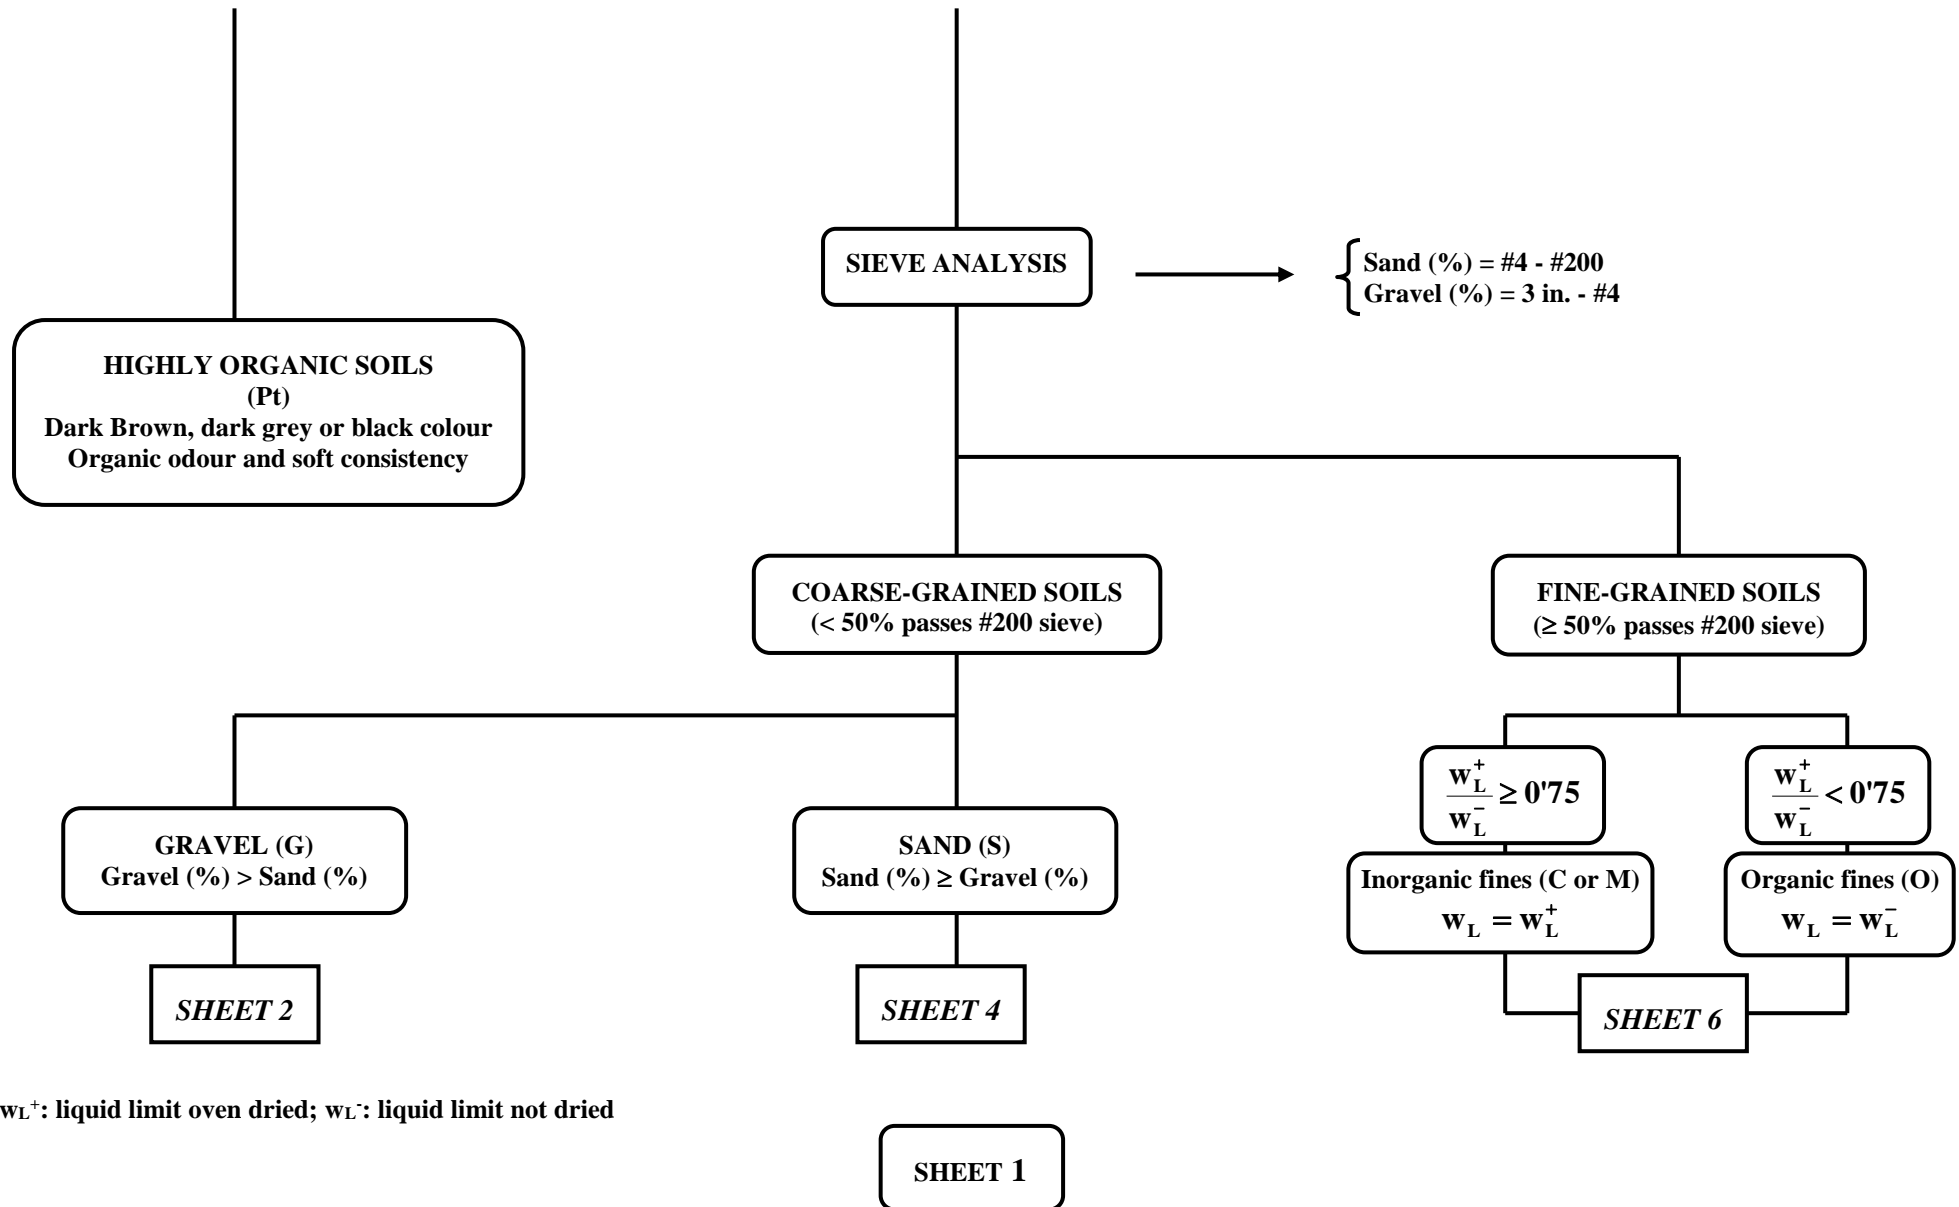 SIEVE ANALYSIS
Sand (%) = #4 - #200
Gravel (%) = 3 in. - #4
HIGHLY ORGANIC SOILS
(Pt)
Dark Brown, dark grey or black colour
Organic odour and soft consistency
COARSE-GRAINED SOILS
(< 50% passes #200 sieve)
FINE-GRAINED SOILS
(≥ 50% passes #200 sieve)
w_L^+ / w_L^- ≥ 0'75
w_L^+ / w_L^- < 0'75
GRAVEL (G)
Gravel (%) > Sand (%)
SAND (S)
Sand (%) ≥ Gravel (%)
Inorganic fines (C or M)
w_L = w_L^+
Organic fines (O)
w_L = w_L^-
SHEET 2
SHEET 4
SHEET 6
w_L^+: liquid limit oven dried; w_L^-: liquid limit not dried
SHEET 1